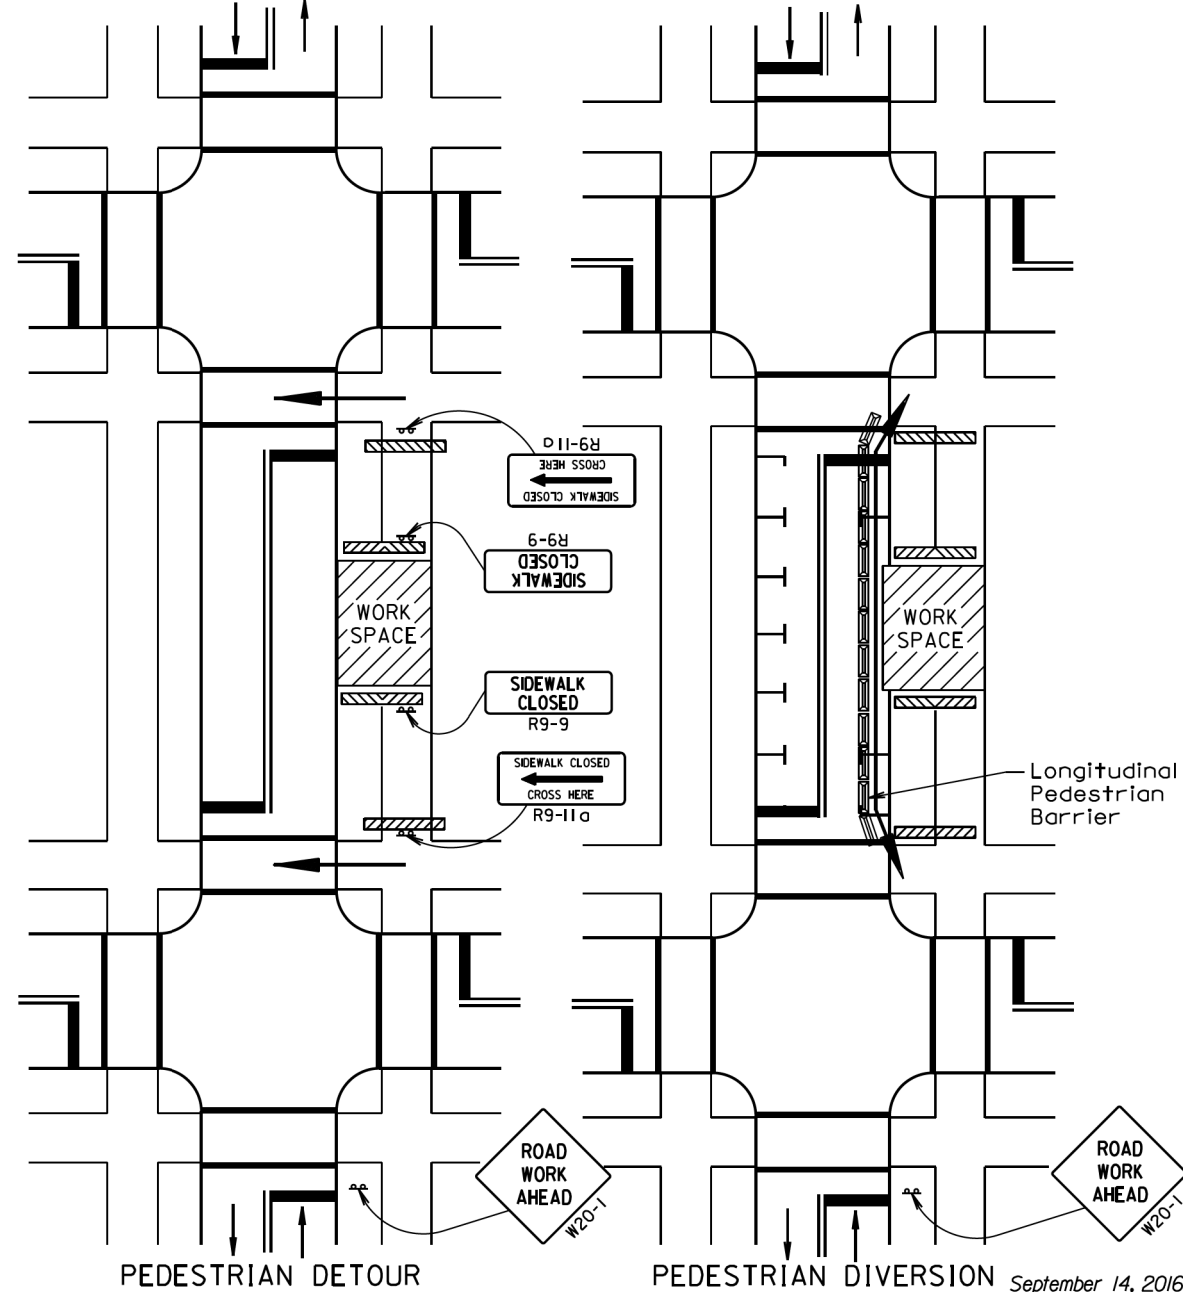 R9-11a
SIDEWALK CLOSED
CROSS HERE
R9-9
SIDEWALK
CLOSED
WORK
SPACE
SIDEWALK
CLOSED
R9-9
SIDEWALK CLOSED
CROSS HERE
R9-11a
ROAD
WORK
AHEAD
W20-1
PEDESTRIAN DETOUR
WORK
SPACE
Longitudinal
Pedestrian
Barrier
ROAD
WORK
AHEAD
W20-1
PEDESTRIAN DIVERSION
September 14, 2016